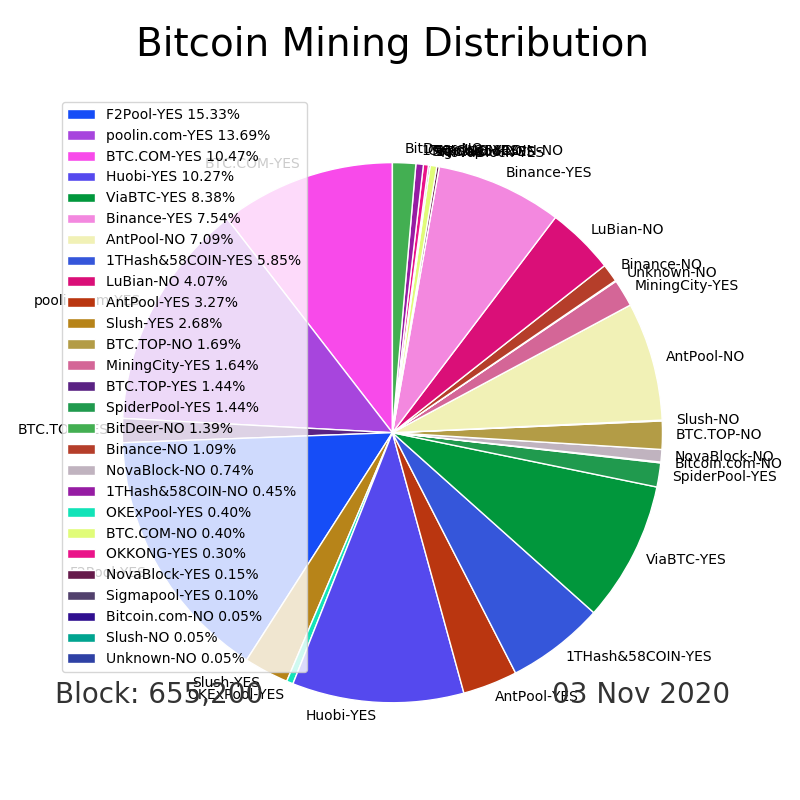 Bitcoin Mining Distribution
F2Pool-YES 15.33%
poolin.com-YES 13.69%
BTC.COM-YES 10.47%
Huobi-YES 10.27%
ViaBTC-YES 8.38%
Binance-YES 7.54%
AntPool-NO 7.09%
1THash&58COIN-YES 5.85%
LuBian-NO 4.07%
AntPool-YES 3.27%
Slush-YES 2.68%
BTC.TOP-NO 1.69%
MiningCity-YES 1.64%
BTC.TOP-YES 1.44%
SpiderPool-YES 1.44%
BitDeer-NO 1.39%
Binance-NO 1.09%
NovaBlock-NO 0.74%
1THash&58COIN-NO 0.45%
OKExPool-YES 0.40%
BTC.COM-NO 0.40%
OKKONG-YES 0.30%
NovaBlock-YES 0.15%
Sigmapool-YES 0.10%
Bitcoin.com-NO 0.05%
Slush-NO 0.05%
Unknown-NO 0.05%
BTC.COM-YES
F2Pool-YES
Slush-YES
OKExPool-YES
Huobi-YES
AntPool-YES
1THash&58COIN-YES
ViaBTC-YES
SpiderPool-YES
Bitcoin.com-NO
NovaBlock-NO
BTC.TOP-NO
Slush-NO
AntPool-NO
MiningCity-YES
Unknown-NO
Binance-NO
LuBian-NO
Binance-YES
Block: 655,200
03 Nov 2020